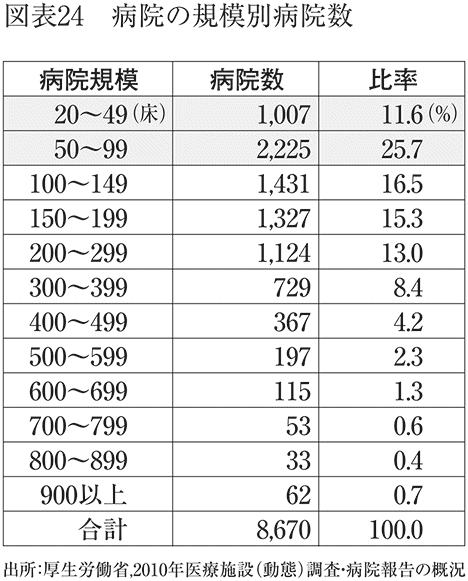 図表24　病院の規模別病院数
病院規模 病院数 比率
20〜49（床） 1,007 11.6（%）
50〜99 2,225 25.7
100〜149 1,431 16.5
150〜199 1,327 15.3
200〜299 1,124 13.0
300〜399 729 8.4
400〜499 367 4.2
500〜599 197 2.3
600〜699 115 1.3
700〜799 53 0.6
800〜899 33 0.4
900以上 62 0.7
合計 8,670 100.0
出所：厚生労働省,2010年医療施設（動態）調査・病院報告の概況